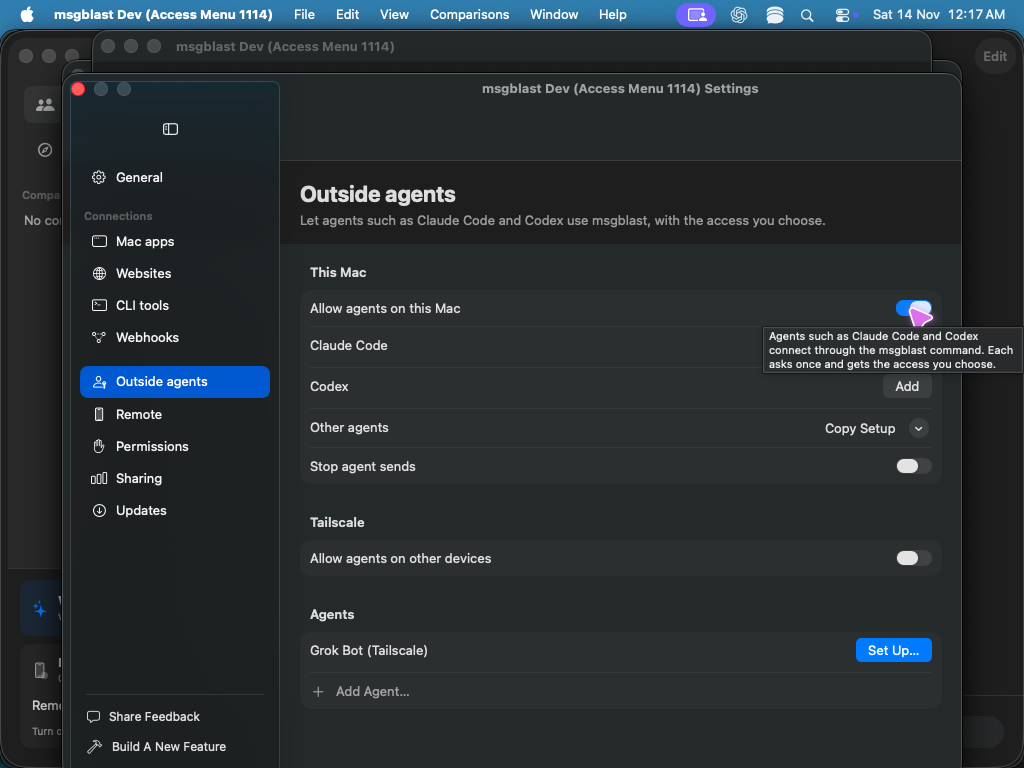 msgblast Dev (Access Menu 1114) File Edit View Comparisons Window Help Sat 14 Nov 12:17 AM
msgblast Dev (Access Menu 1114)
Edit
msgblast Dev (Access Menu 1114) Settings
General
Connections
Mac apps
Websites
CLI tools
Webhooks
Outside agents
Remote
Permissions
Sharing
Updates
Share Feedback
Build A New Feature
Outside agents
Let agents such as Claude Code and Codex use msgblast, with the access you choose.
This Mac
Allow agents on this Mac
Agents such as Claude Code and Codex
connect through the msgblast command. Each
asks once and gets the access you choose.
Claude Code
Codex Add
Other agents Copy Setup
Stop agent sends
Tailscale
Allow agents on other devices
Agents
Grok Bot (Tailscale) Set Up...
Add Agent...
Compa
No co
Remo
Turn o